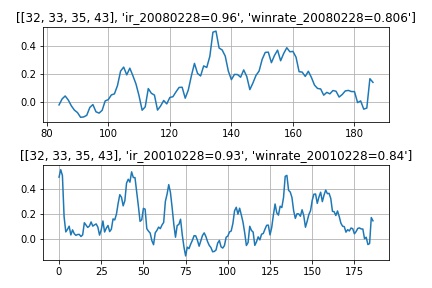 [[32, 33, 35, 43], 'ir_20080228=0.96', 'winrate_20080228=0.806']
0.4
0.2
0.0
80 100 120 140 160 180
[[32, 33, 35, 43], 'ir_20010228=0.93', 'winrate_20010228=0.84']
0.4
0.2
0.0
0 25 50 75 100 125 150 175